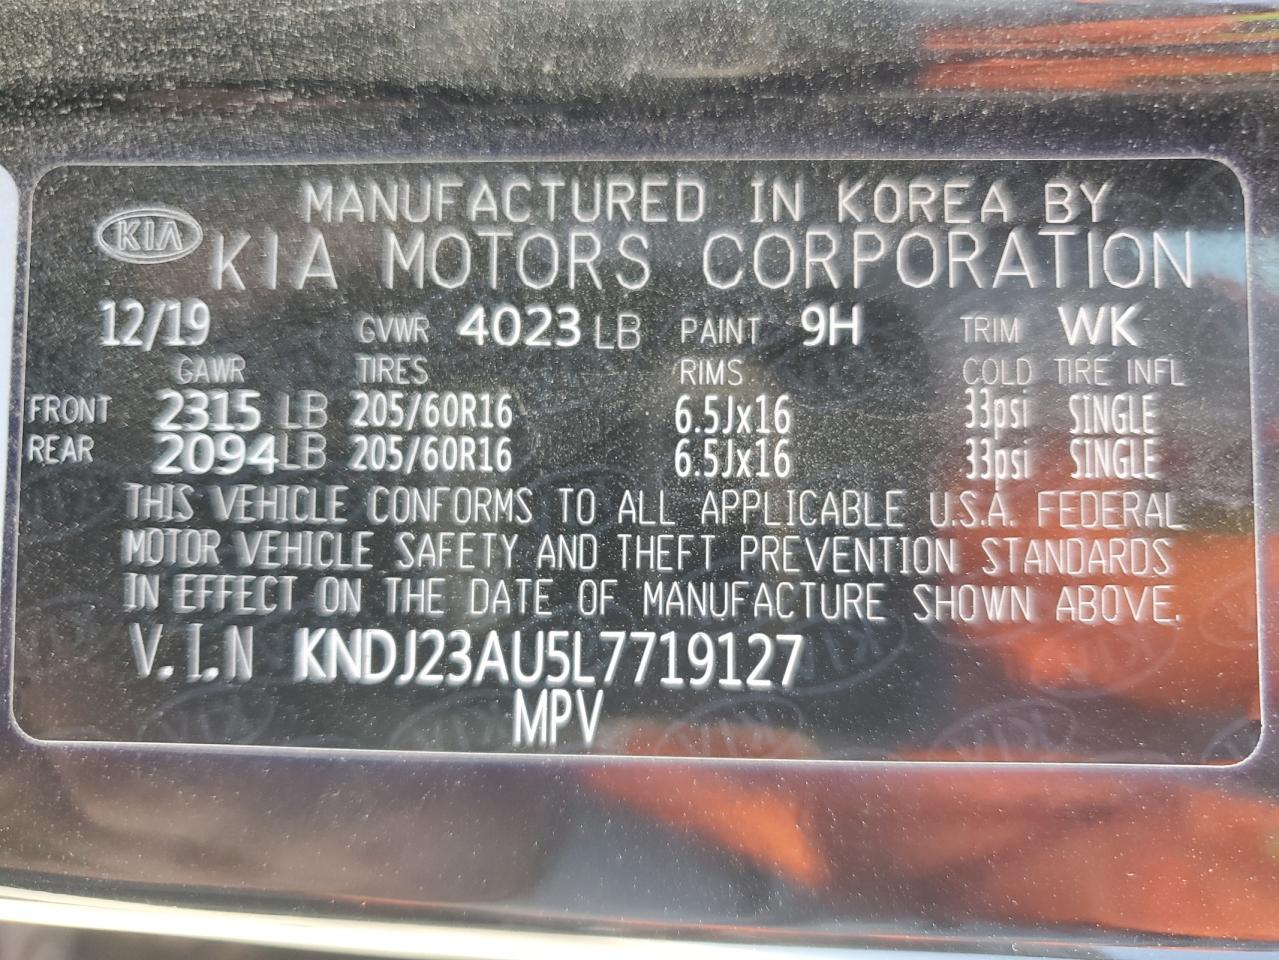 MANUFACTURED IN KOREA BY
KIA KIA MOTORS CORPORATION
12/19 GVWR 4023 LB PAINT 9H TRIM WK
GAWR TIRES RIMS COLD TIRE INFL
FRONT 2315 LB 205/60R16 6.5Jx16 33psi SINGLE
REAR 2094 LB 205/60R16 6.5Jx16 33psi SINGLE
THIS VEHICLE CONFORMS TO ALL APPLICABLE U.S.A. FEDERAL
MOTOR VEHICLE SAFETY AND THEFT PREVENTION STANDARDS
IN EFFECT ON THE DATE OF MANUFACTURE SHOWN ABOVE.
V.I.N KNDJ23AU5L7719127
MPV